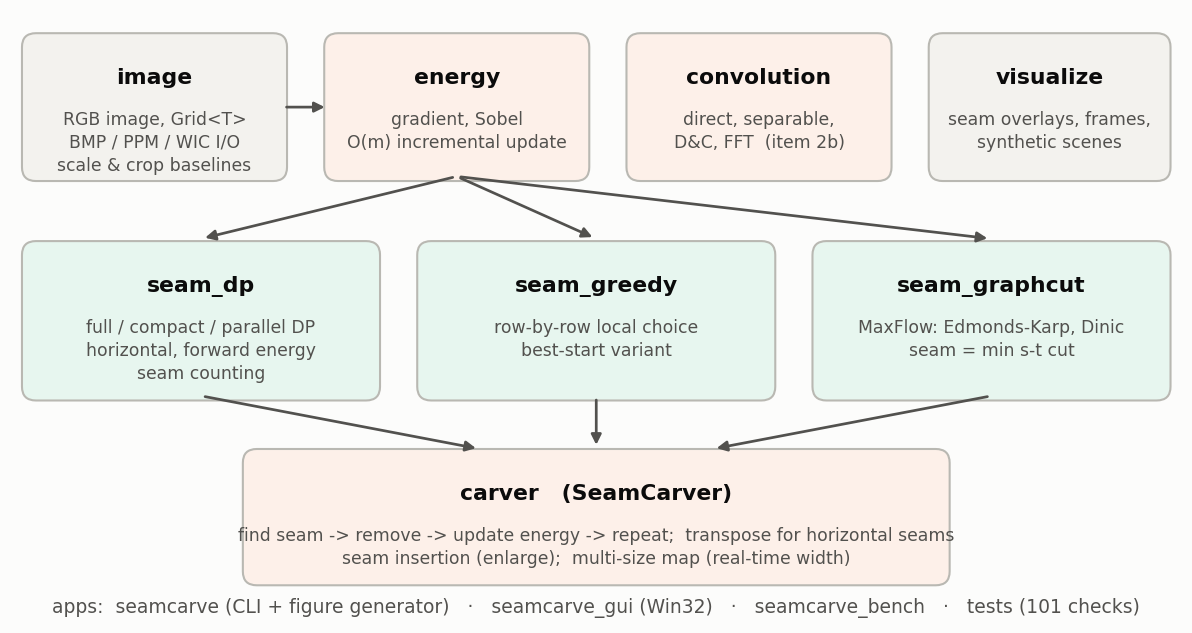 image
RGB image, Grid<T>
BMP / PPM / WIC I/O
scale & crop baselines
energy
gradient, Sobel
O(m) incremental update
convolution
direct, separable,
D&C, FFT  (item 2b)
visualize
seam overlays, frames,
synthetic scenes
seam_dp
full / compact / parallel DP
horizontal, forward energy
seam counting
seam_greedy
row-by-row local choice
best-start variant
seam_graphcut
MaxFlow: Edmonds-Karp, Dinic
seam = min s-t cut
carver   (SeamCarver)
find seam -> remove -> update energy -> repeat;  transpose for horizontal seams
seam insertion (enlarge);  multi-size map (real-time width)
apps:  seamcarve (CLI + figure generator)   ·   seamcarve_gui (Win32)   ·   seamcarve_bench   ·   tests (101 checks)